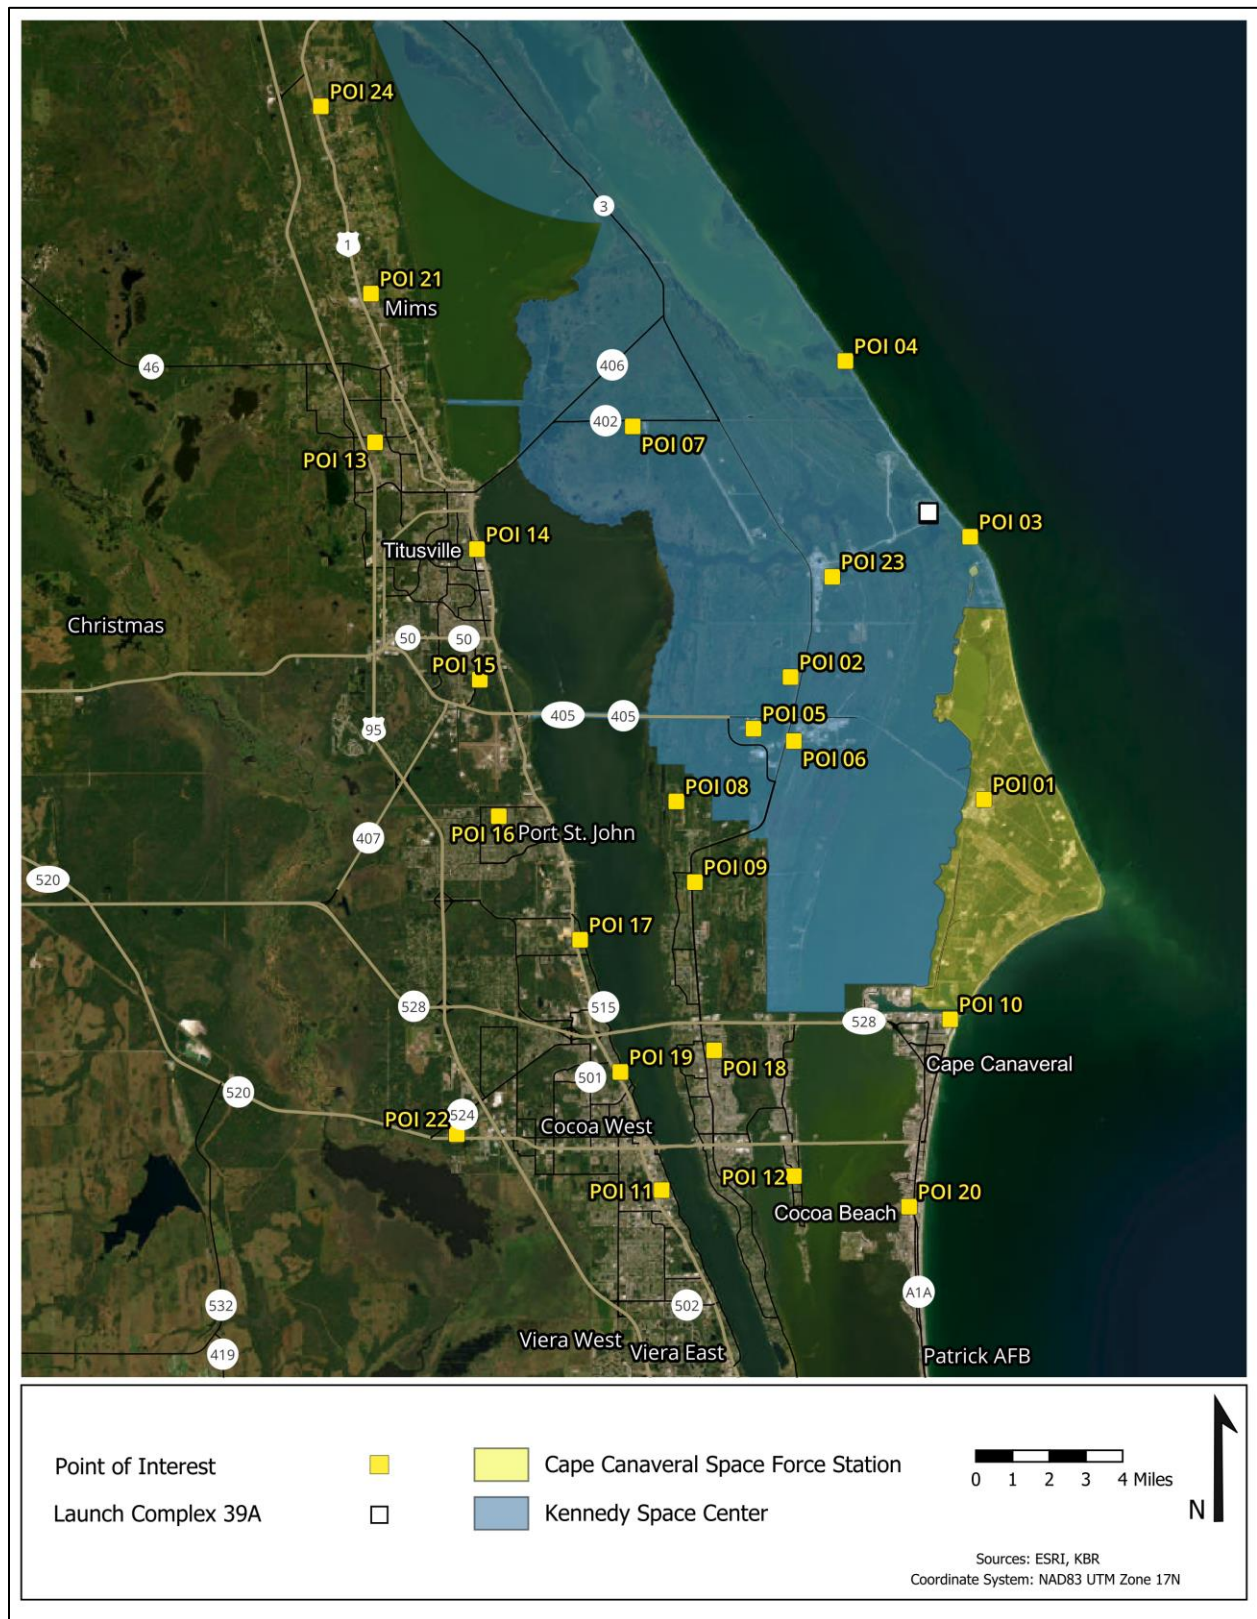 POI 24
3
1
POI 21
Mims
POI 04
46
406
402
POI 07
POI 13
POI 03
POI 14
Titusville
POI 23
Christmas
50
50
POI 15
POI 02
405
405
95
POI 05
POI 06
POI 08
POI 01
POI 16
Port St. John
407
520
POI 09
POI 17
528
515
POI 10
528
POI 18
Cape Canaveral
POI 19
501
520
524
POI 22
Cocoa West
POI 12
POI 11
POI 20
Cocoa Beach
A1A
532
502
419
Viera West
Viera East
Patrick AFB
Point of Interest
Cape Canaveral Space Force Station
0 1 2 3 4 Miles
Launch Complex 39A
Kennedy Space Center
N
Sources: ESRI, KBR
Coordinate System: NAD83 UTM Zone 17N